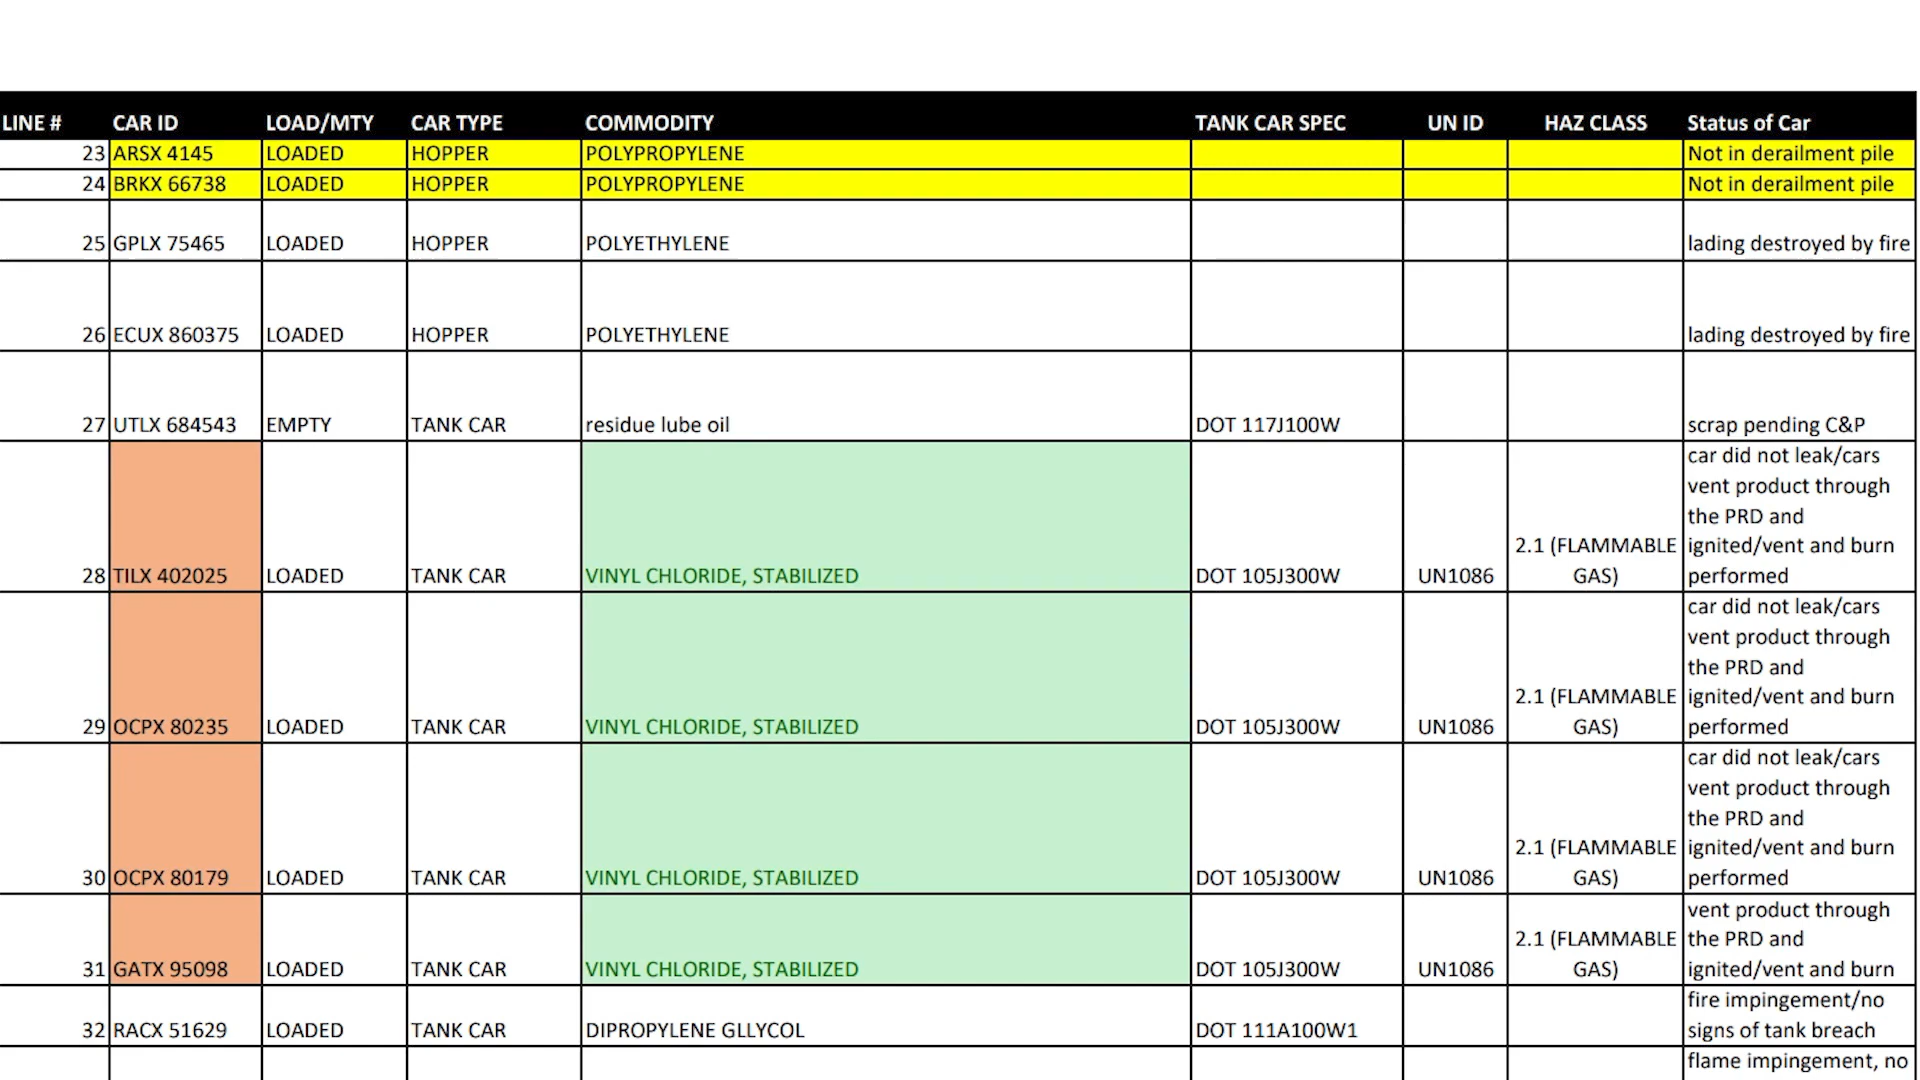 LINE # CAR ID LOAD/MTY CAR TYPE COMMODITY TANK CAR SPEC UN ID HAZ CLASS Status of Car
23 ARSX 4145 LOADED HOPPER POLYPROPYLENE Not in derailment pile
24 BRKX 66738 LOADED HOPPER POLYPROPYLENE Not in derailment pile
25 GPLX 75465 LOADED HOPPER POLYETHYLENE lading destroyed by fire
26 ECUX 860375 LOADED HOPPER POLYETHYLENE lading destroyed by fire
27 UTLX 684543 EMPTY TANK CAR residue lube oil DOT 117J100W scrap pending C&P
28 TILX 402025 LOADED TANK CAR VINYL CHLORIDE, STABILIZED DOT 105J300W UN1086
2.1 (FLAMMABLE
GAS)
car did not leak/cars
vent product through
the PRD and
ignited/vent and burn
performed
29 OCPX 80235 LOADED TANK CAR VINYL CHLORIDE, STABILIZED DOT 105J300W UN1086
2.1 (FLAMMABLE
GAS)
car did not leak/cars
vent product through
the PRD and
ignited/vent and burn
performed
30 OCPX 80179 LOADED TANK CAR VINYL CHLORIDE, STABILIZED DOT 105J300W UN1086
2.1 (FLAMMABLE
GAS)
car did not leak/cars
vent product through
the PRD and
ignited/vent and burn
performed
31 GATX 95098 LOADED TANK CAR VINYL CHLORIDE, STABILIZED DOT 105J300W UN1086
2.1 (FLAMMABLE
GAS)
vent product through
the PRD and
ignited/vent and burn
32 RACX 51629 LOADED TANK CAR DIPROPYLENE GLLYCOL DOT 111A100W1
fire impingement/no
signs of tank breach
flame impingement, no